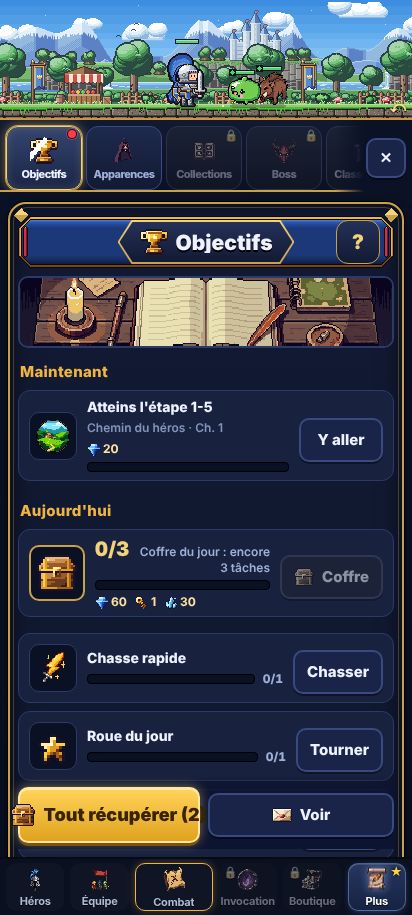 Objectifs
Apparences
Collections
Boss
Class
×
Objectifs
?
Maintenant
Atteins l'étape 1-5
Chemin du héros · Ch. 1
20
Y aller
Aujourd'hui
0/3 Coffre du jour : encore
3 tâches
60 1 30
Coffre
Chasse rapide
0/1
Chasser
Roue du jour
0/1
Tourner
Tout récupérer (2
Voir
Héros
Équipe
Combat
Invocation
Boutique
Plus